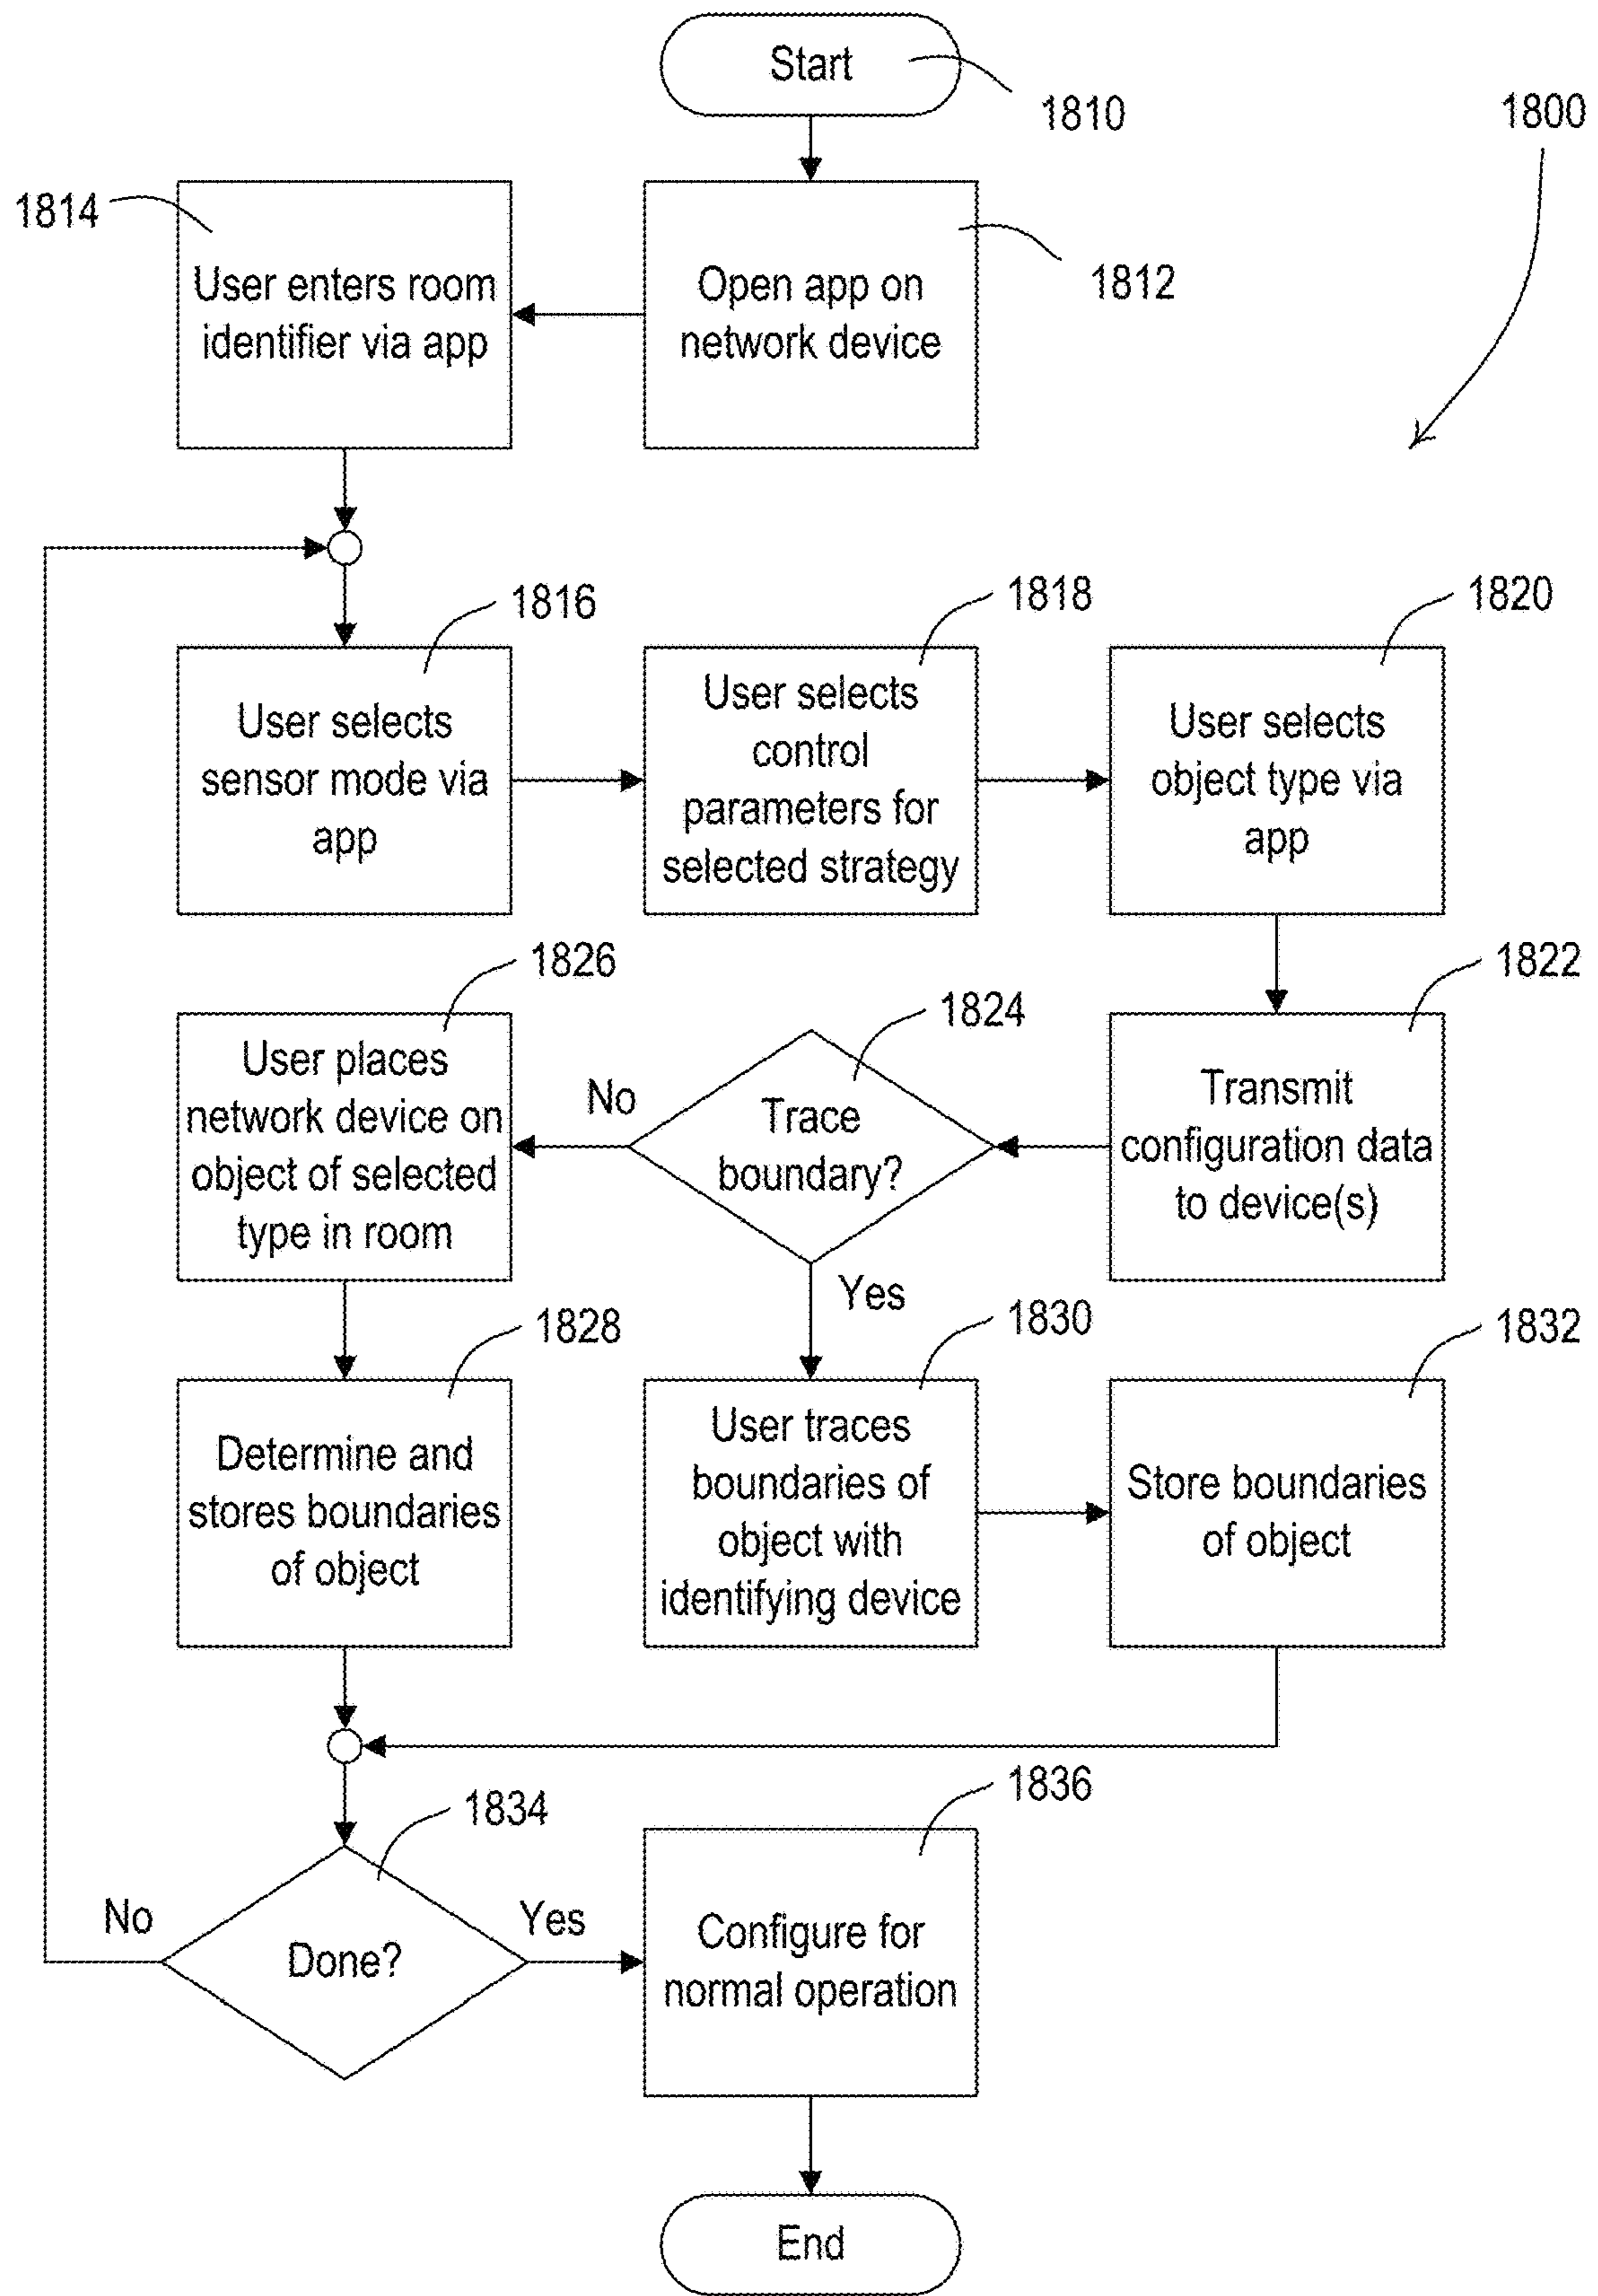 Start
1810
1800
1814
User enters room
identifier via app
Open app on
network device
1812
1816
User selects
sensor mode via
app
1818
User selects
control
parameters for
selected strategy
1820
User selects
object type via
app
1826
User places
network device on
object of selected
type in room
No
1824
Trace
boundary?
Yes
1822
Transmit
configuration data
to device(s)
1828
Determine and
stores boundaries
of object
1830
User traces
boundaries of
object with
identifying device
1832
Store boundaries
of object
1834
No
Done?
Yes
1836
Configure for
normal operation
End